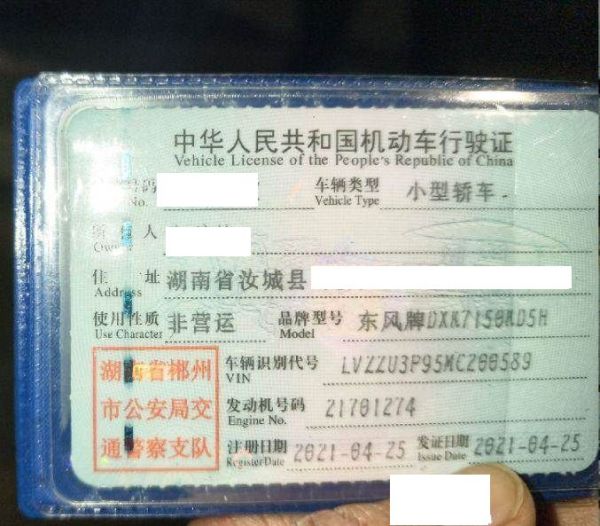 中华人民共和国机动车行驶证
Vehicle License of the People's Republic of China
号码 车辆类型 小型轿车
No. Vehicle Type
人
住 址 湖南省汝城县
Address
使用性质 非营运 品牌型号 东风牌DXK7150KD5H
Use Character Model
湖南省郴州
市公安局交
通警察支队
车辆识别代号 LVZZU3P95MC200589
VIN
发动机号码 21701274
Engine No.
注册日期 2021-04-25 发证日期 2021-04-25
Register Date Issue Date